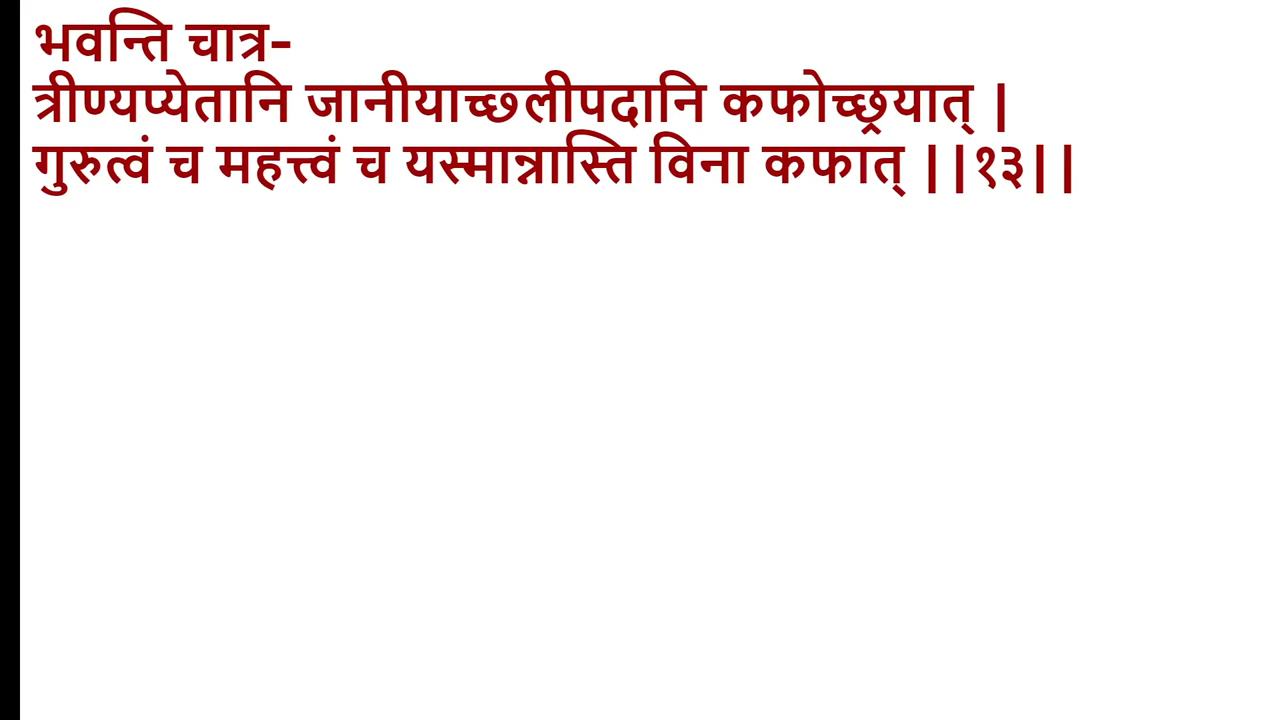 भवन्ति चात्र-
त्रीण्यप्येतानि जानीयाच्छ्लीपदानि कफोच्छ्रयात् |
गुरुत्वं च महत्त्वं च यस्मान्नास्ति विना कफात् ||१३||